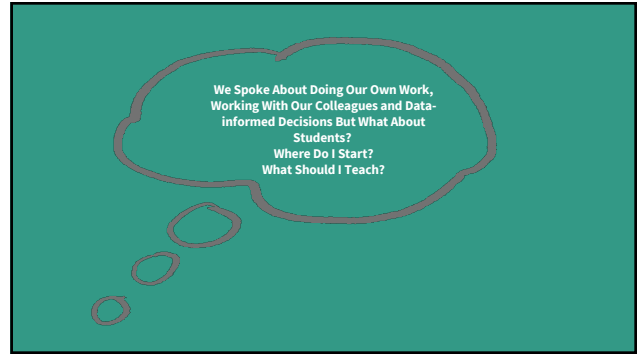 We Spoke About Doing Our Own Work,
Working With Our Colleagues and Data-
informed Decisions But What About
Students?
Where Do I Start?
What Should I Teach?